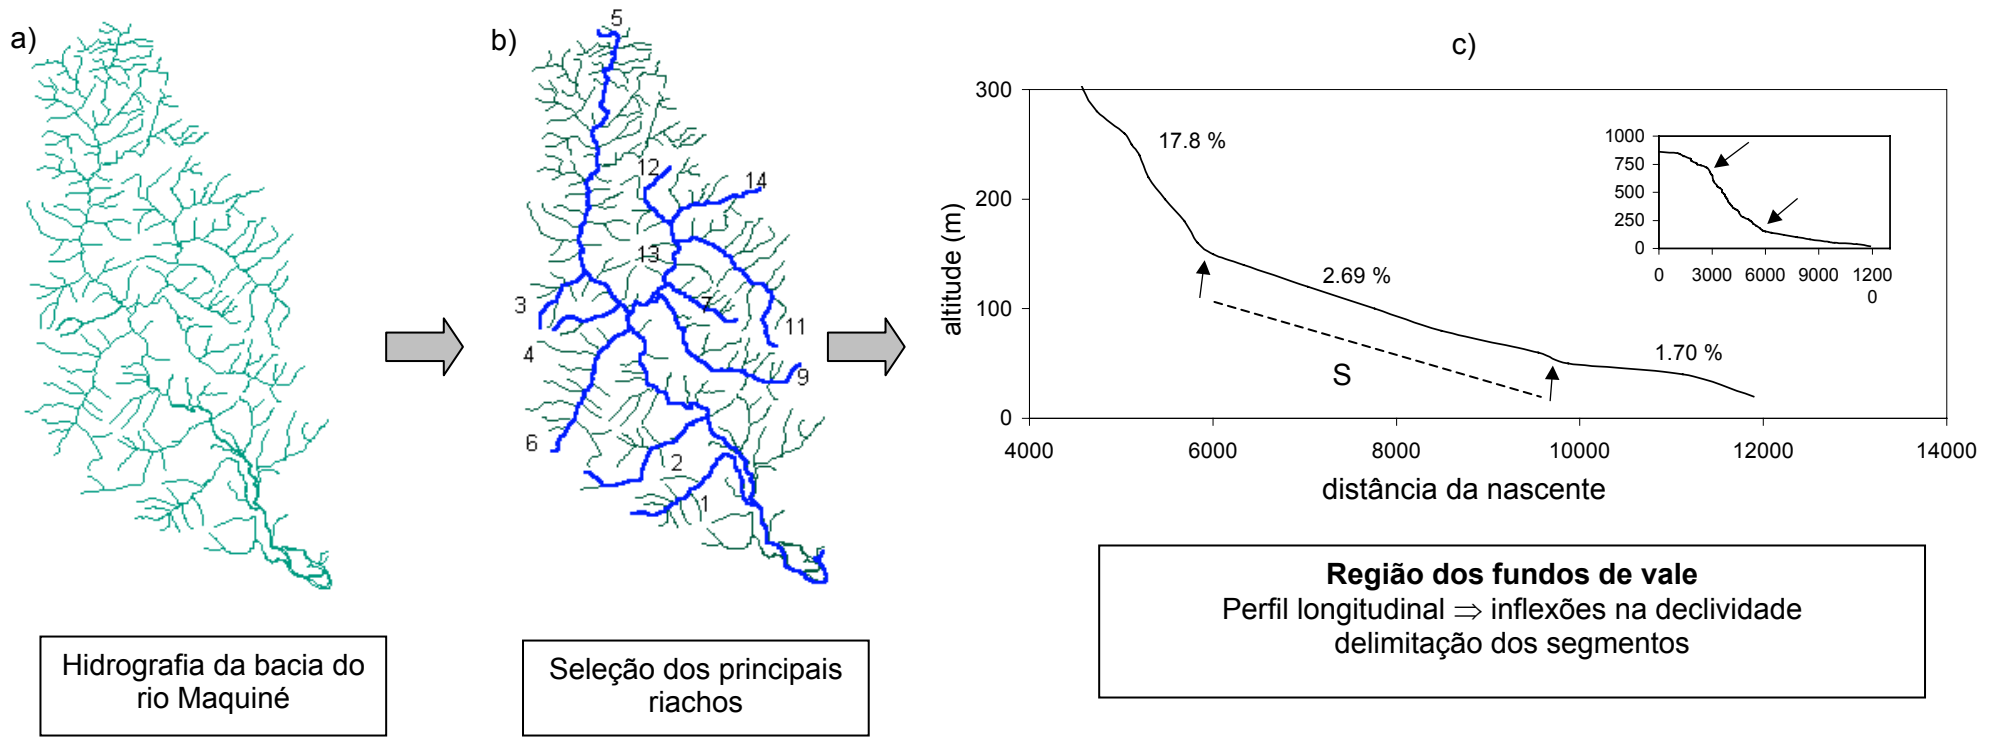 a)
b)
c)
5
12
14
13
3
7
11
4
9
6
2
1
300
200
100
0
altitude (m)
4000 6000 8000 10000 12000 14000
distância da nascente
17.8 %
2.69 %
1.70 %
S
1000
750
500
250
0
0 3000 6000 9000 1200
0
Hidrografia da bacia do
rio Maquiné
Seleção dos principais
riachos
Região dos fundos de vale
Perfil longitudinal ⇒ inflexões na declividade
delimitação dos segmentos